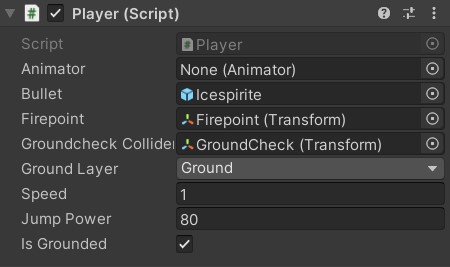 Player (Script)
Script Player
Animator None (Animator)
Bullet Icespirite
Firepoint Firepoint (Transform)
Groundcheck Collider GroundCheck (Transform)
Ground Layer Ground
Speed 1
Jump Power 80
Is Grounded